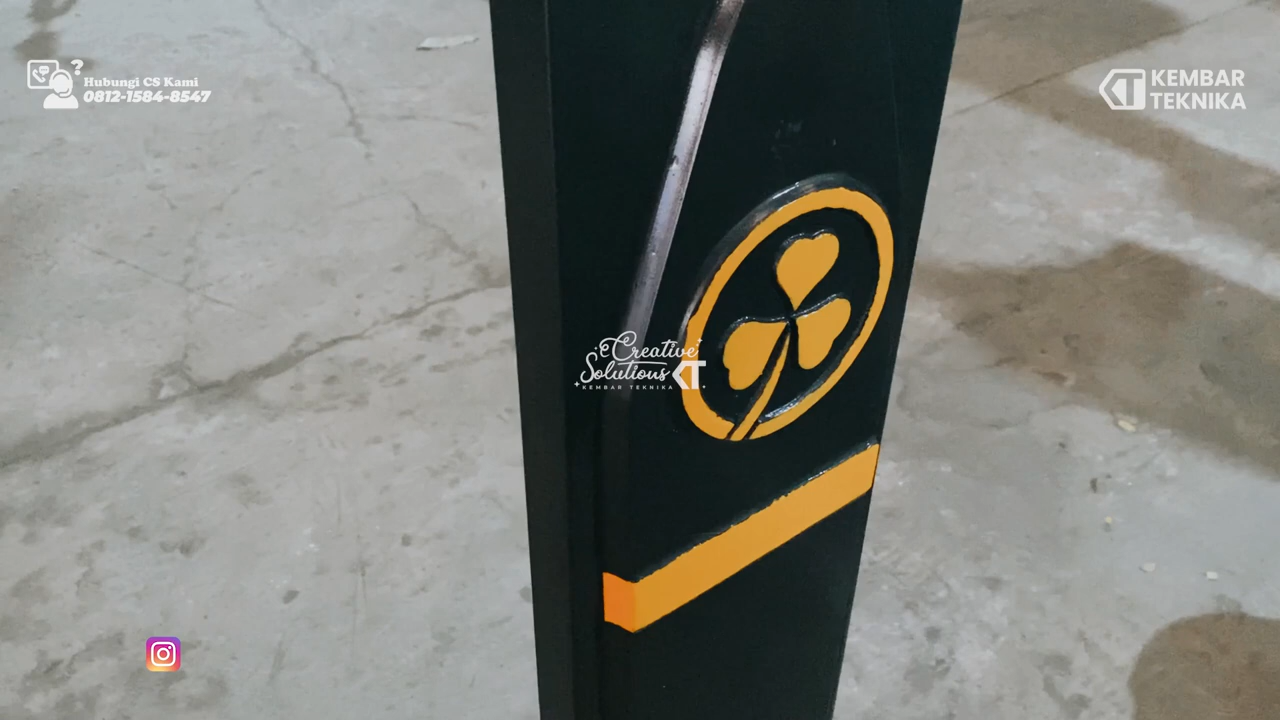 Hubungi CS Kami
0812-1584-8547
KEMBAR
TEKNIKA
Creative
Solutions
KEMBAR TEKNIKA